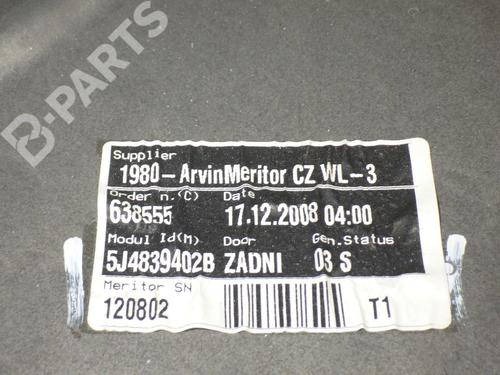 B-PARTS
Supplier
1980-ArvinMeritor CZ WL-3
Order n.(C) Date
638555 17.12.2008 04:00
Modul Id(M) Door Gen.Status
5J4839402B ZADNI 03 S
Meritor SN
120802 T1